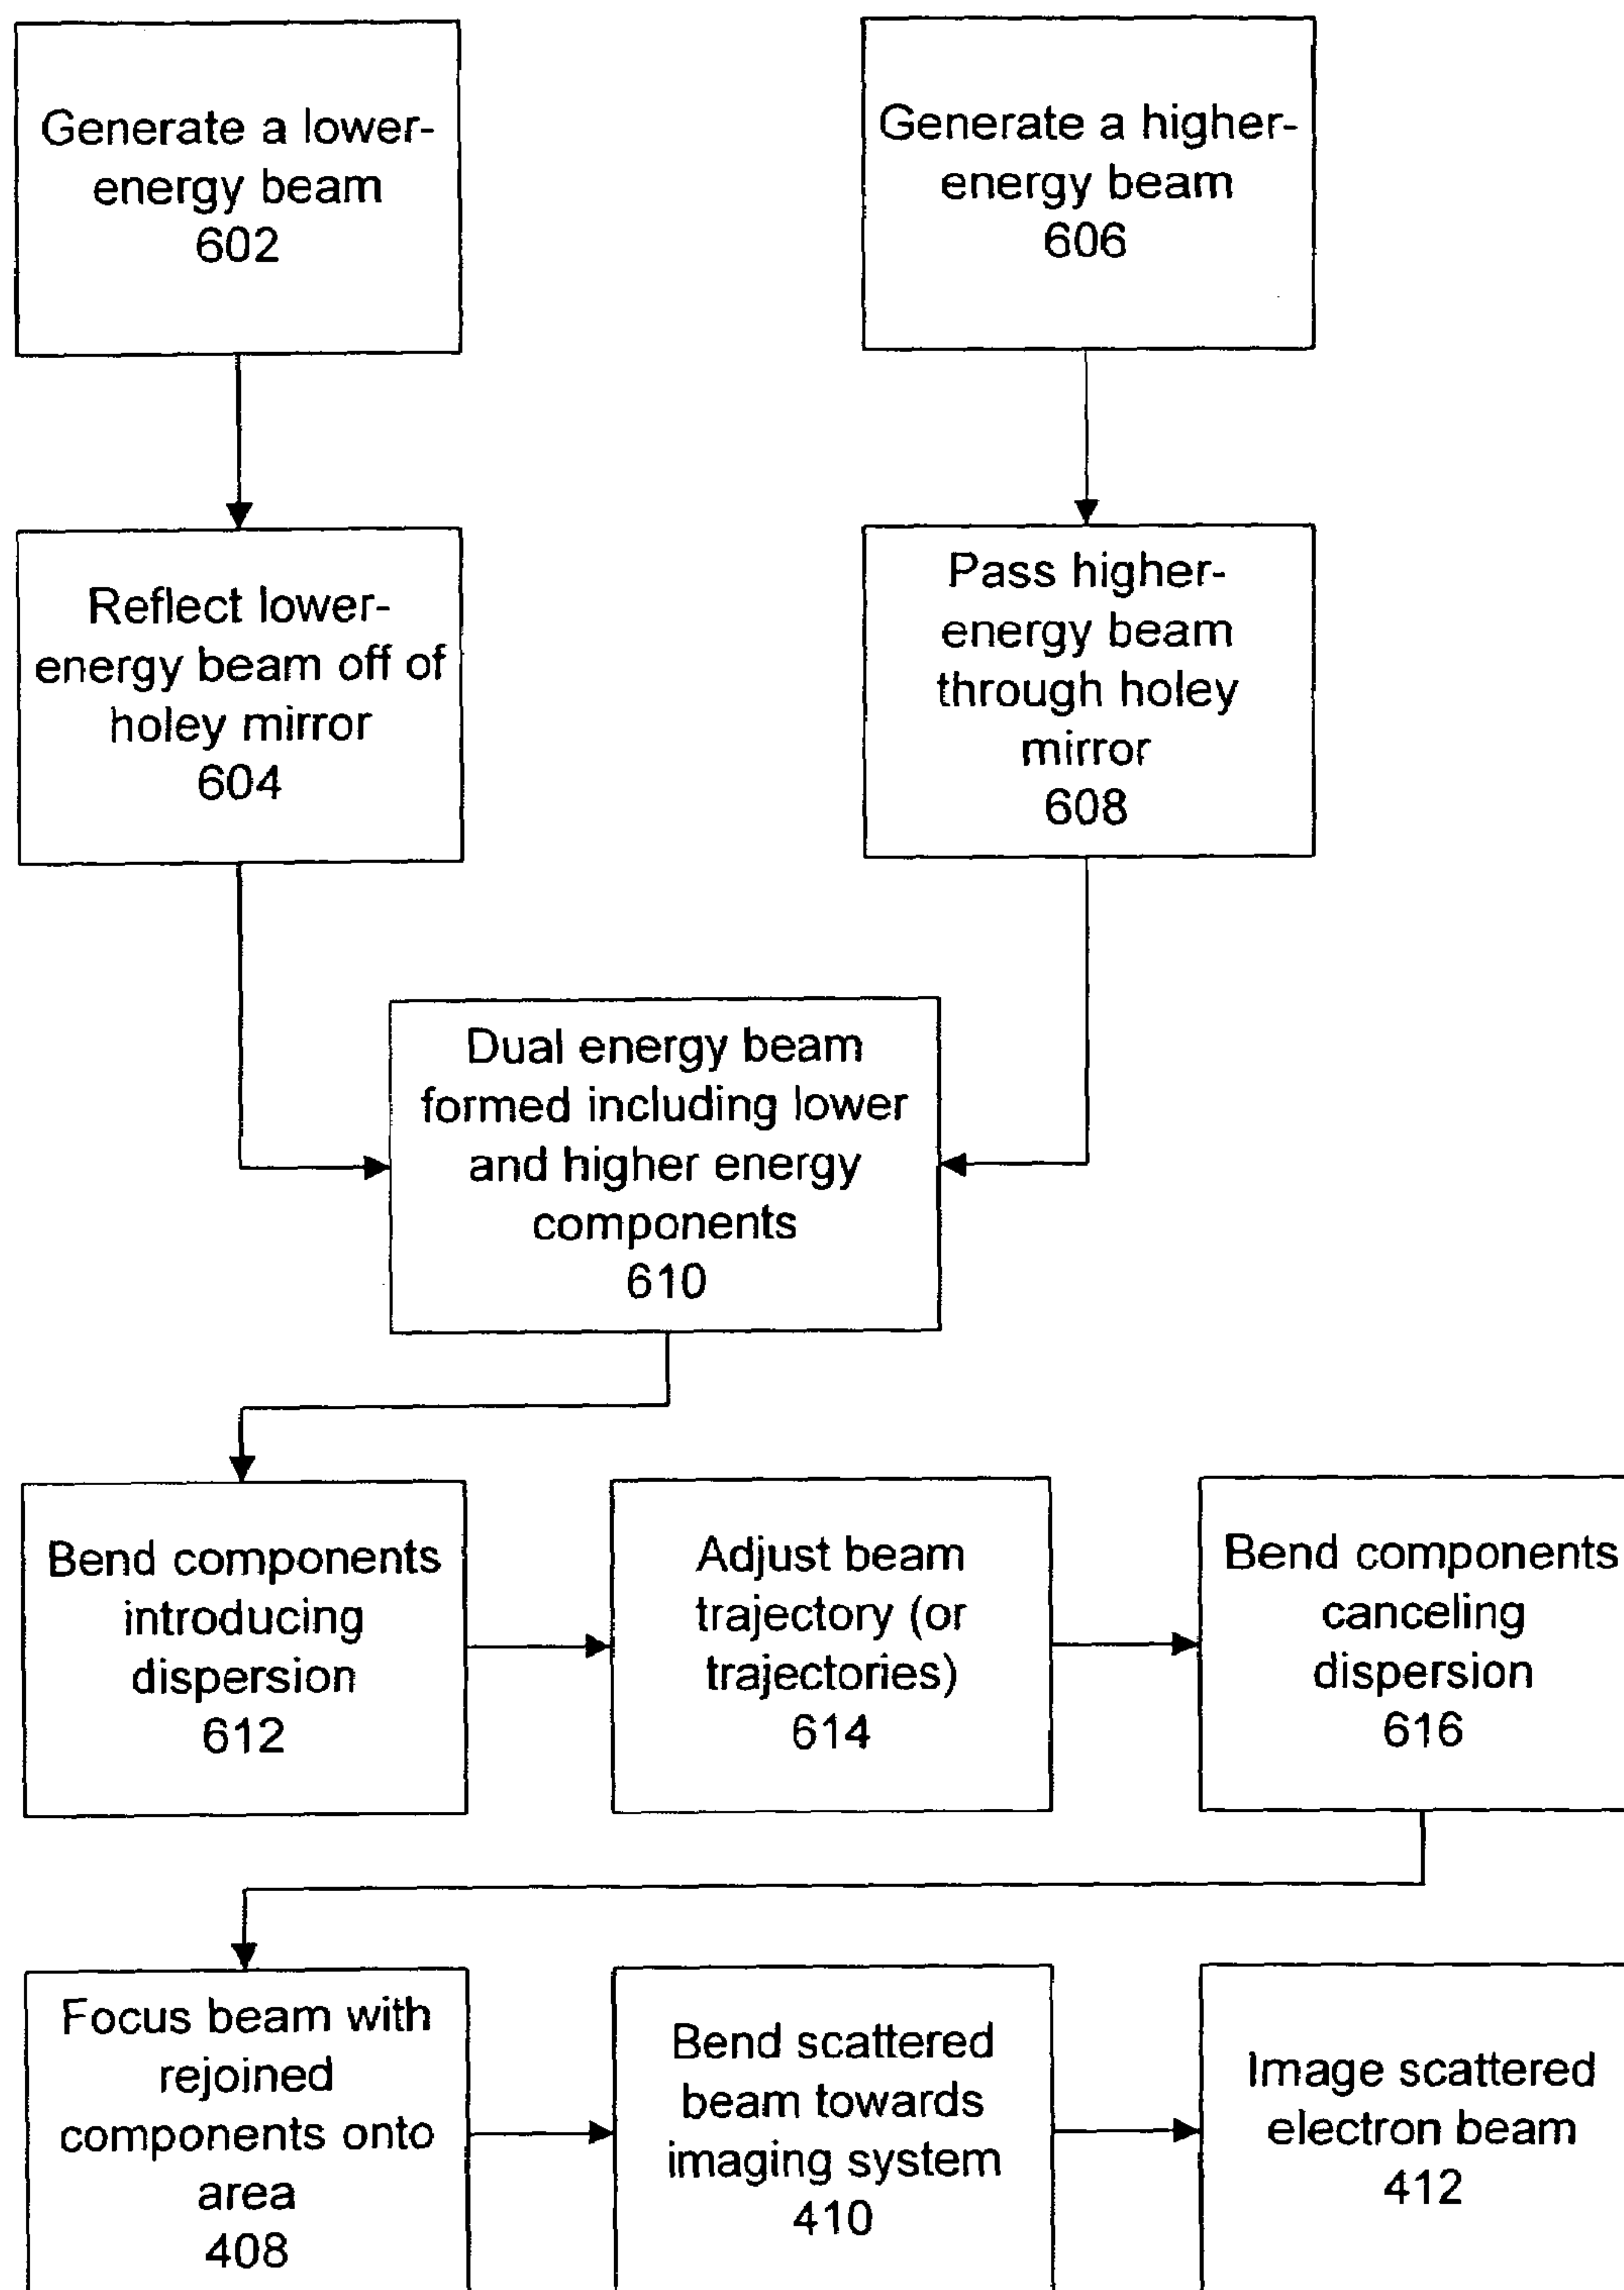 Generate a lower-
energy beam
602
Generate a higher-
energy beam
606
Reflect lower-
energy beam off of
holey mirror
604
Pass higher-
energy beam
through holey
mirror
608
Dual energy beam
formed including lower
and higher energy
components
610
Bend components
introducing
dispersion
612
Adjust beam
trajectory (or
trajectories)
614
Bend components
canceling
dispersion
616
Focus beam with
rejoined
components onto
area
408
Bend scattered
beam towards
imaging system
410
Image scattered
electron beam
412